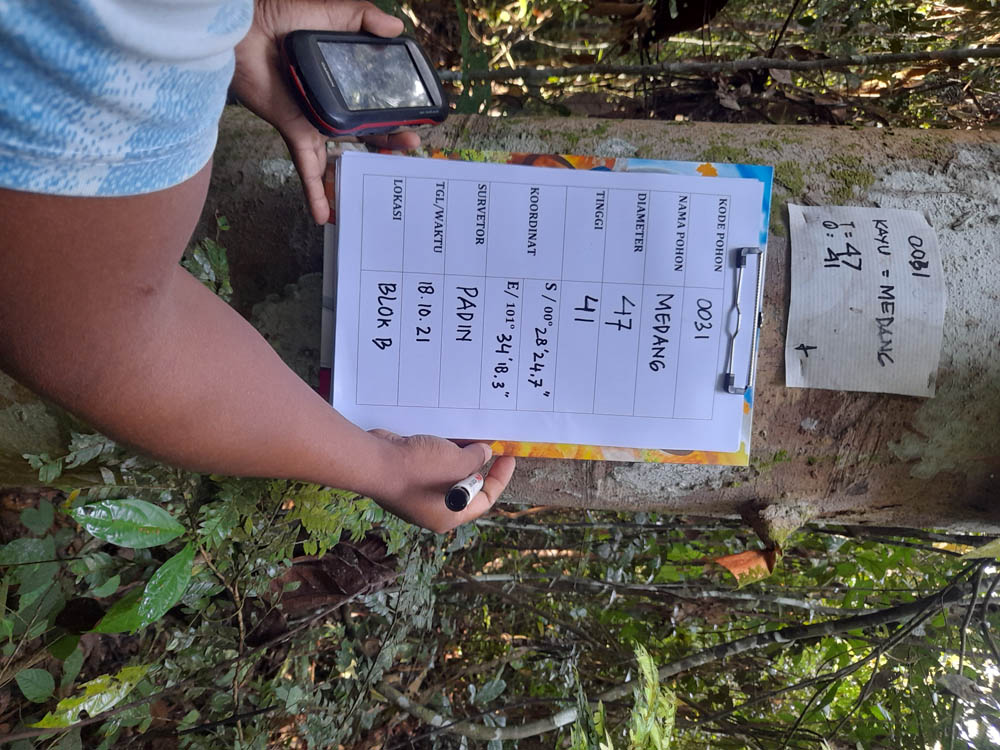 0031
KAYU = MEDANG
T = 47
O : 41
KODE POHON 0031
NAMA POHON MEDANG
DIAMETER 47
TINGGI 41
KOORDINAT S / 00° 28'24.7"
E/ 101° 34'18.3"
SURVETOR PADIN
TGL/WAKTU 18.10.21
LOKASI BLOK B
GARMIN